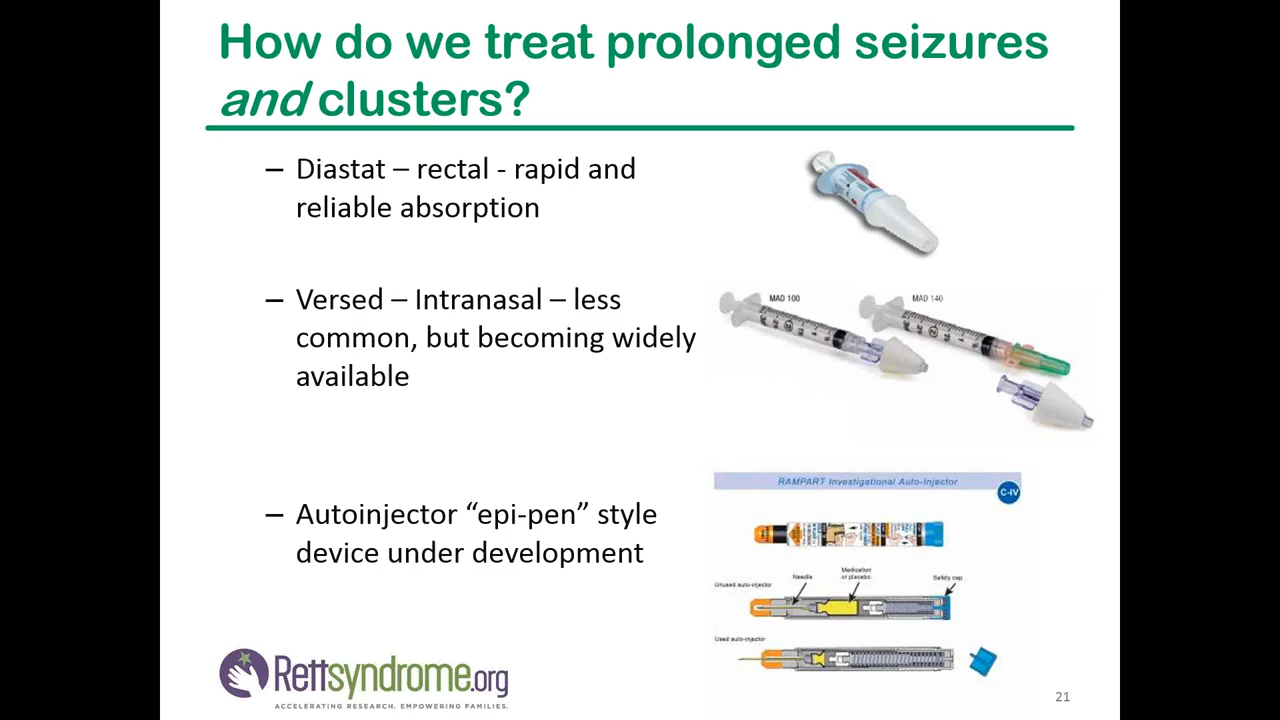 How do we treat prolonged seizures
and clusters?
– Diastat – rectal - rapid and
reliable absorption
– Versed – Intranasal – less
common, but becoming widely
available
MAD 100
MAD 140
– Autoinjector “epi-pen” style
device under development
RAMPART Investigational Auto-Injector
C-IV
Needle
Medication
or placebo
Safety cap
Unused auto-injector
Used auto-injector
Rettsyndrome.org
ACCELERATING RESEARCH. EMPOWERING FAMILIES.
21